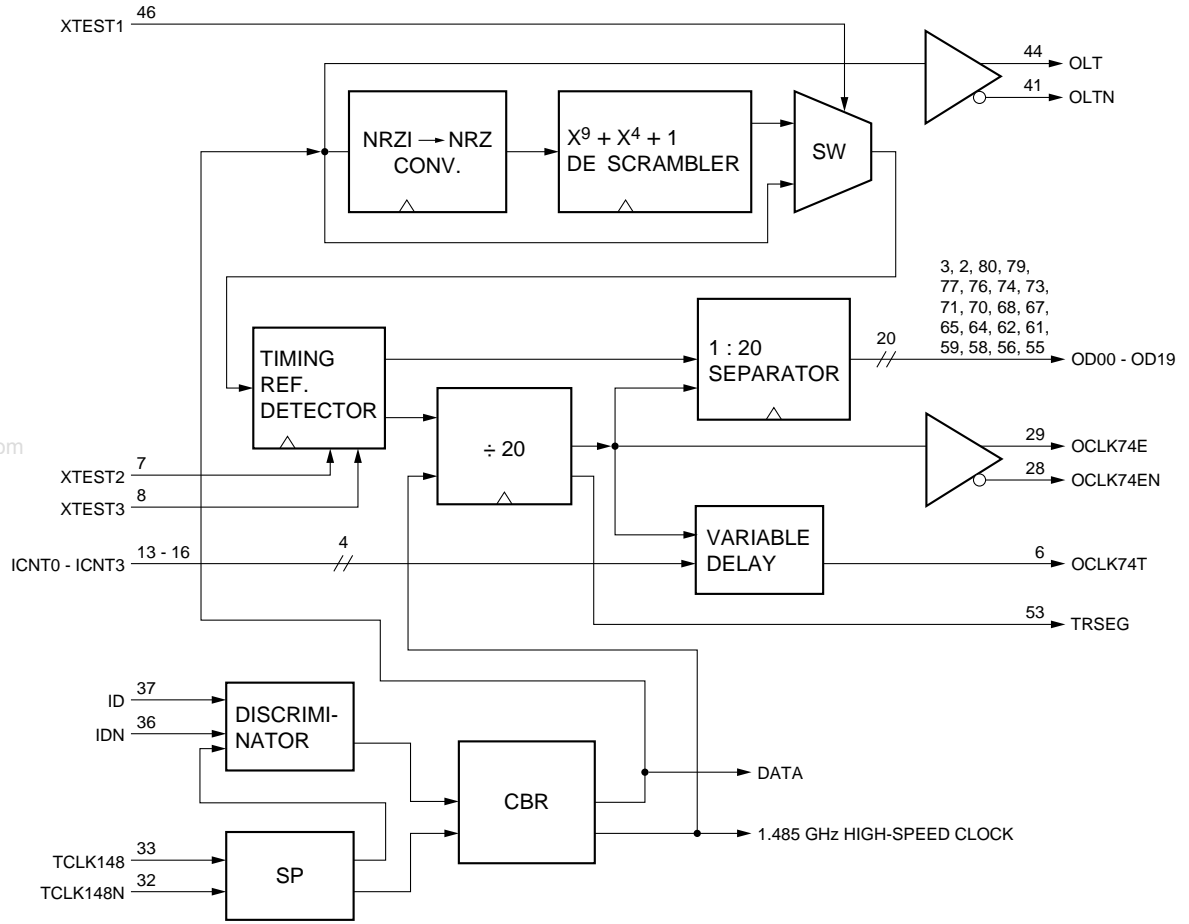 46
XTEST1
44
OLT
41
OLTN
NRZI → NRZ
CONV.
X⁹ + X⁴ + 1
DE SCRAMBLER
SW
3, 2, 80, 79,
77, 76, 74, 73,
71, 70, 68, 67,
65, 64, 62, 61,
59, 58, 56, 55
20
OD00 - OD19
TIMING
REF.
DETECTOR
1 : 20
SEPARATOR
÷ 20
om
7
XTEST2
8
XTEST3
29
OCLK74E
28
OCLK74EN
13 - 16
ICNT0 - ICNT3
4
VARIABLE
DELAY
6
OCLK74T
53
TRSEG
37
ID
36
IDN
DISCRIMI-
NATOR
CBR
DATA
1.485 GHz HIGH-SPEED CLOCK
33
TCLK148
32
TCLK148N
SP